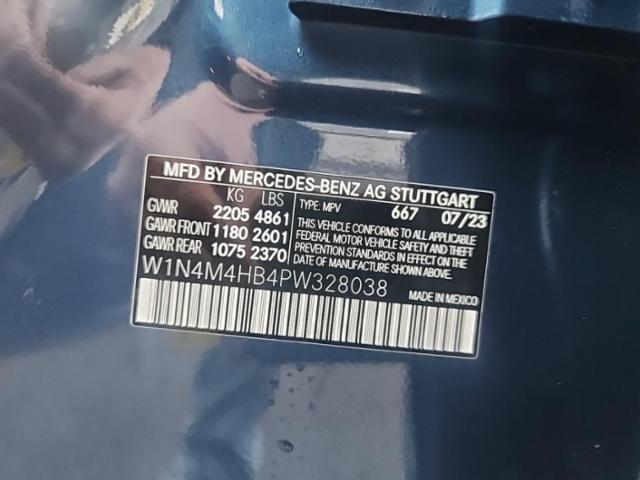 MFD BY MERCEDES-BENZ AG STUTTGART
KG LBS
GVWR 2205 4861
GAWR FRONT 1180 2601
GAWR REAR 1075 2370
TYPE: MPV 667 07/23
THIS VEHICLE CONFORMS TO ALL APPLICABLE
FEDERAL MOTOR VEHICLE SAFETY AND
THEFT PREVENTION STANDARDS IN EFFECT
ON THE DATE OF MANUFACTURE SHOWN ABOVE.
W1N4M4HB4PW328038
MADE IN MEXICO